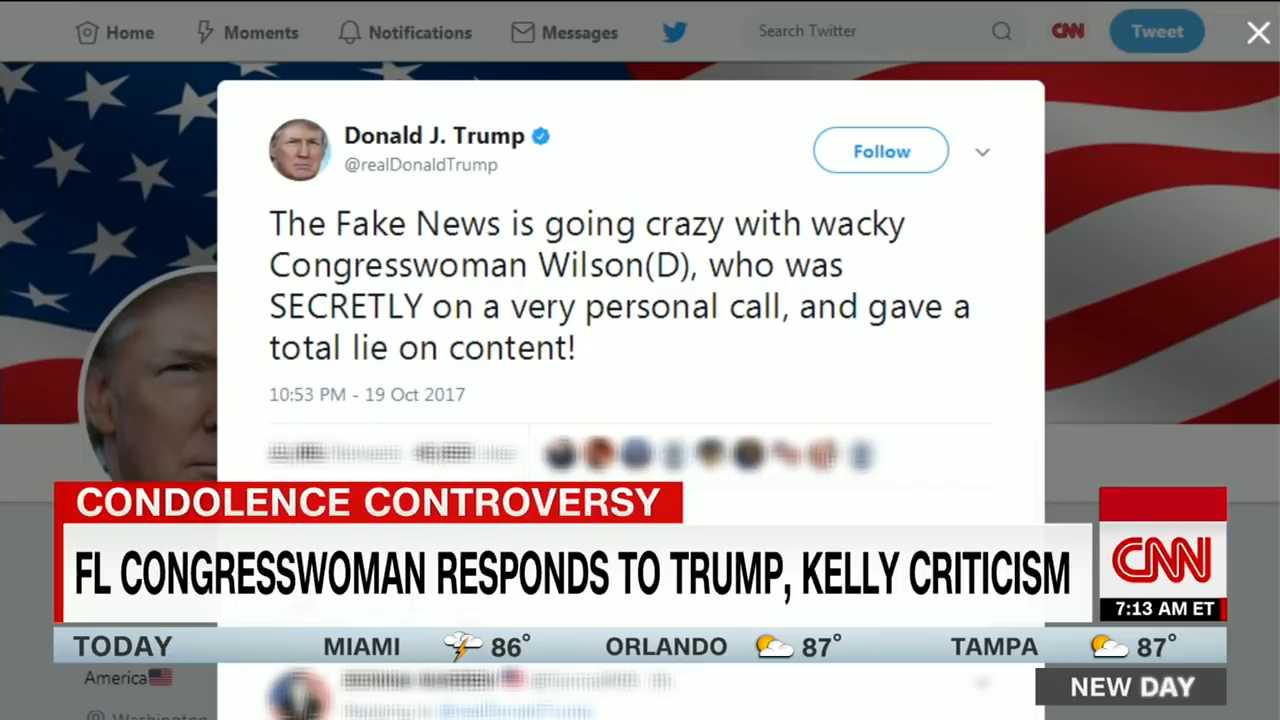 Home Moments Notifications Messages Search Twitter CNN Tweet
Donald J. Trump
@realDonaldTrump
Follow
The Fake News is going crazy with wacky
Congresswoman Wilson(D), who was
SECRETLY on a very personal call, and gave a
total lie on content!
10:53 PM - 19 Oct 2017
CONDOLENCE CONTROVERSY
FL CONGRESSWOMAN RESPONDS TO TRUMP, KELLY CRITICISM
CNN
7:13 AM ET
TODAY MIAMI 86° ORLANDO 87° TAMPA 87°
America
NEW DAY
Washington